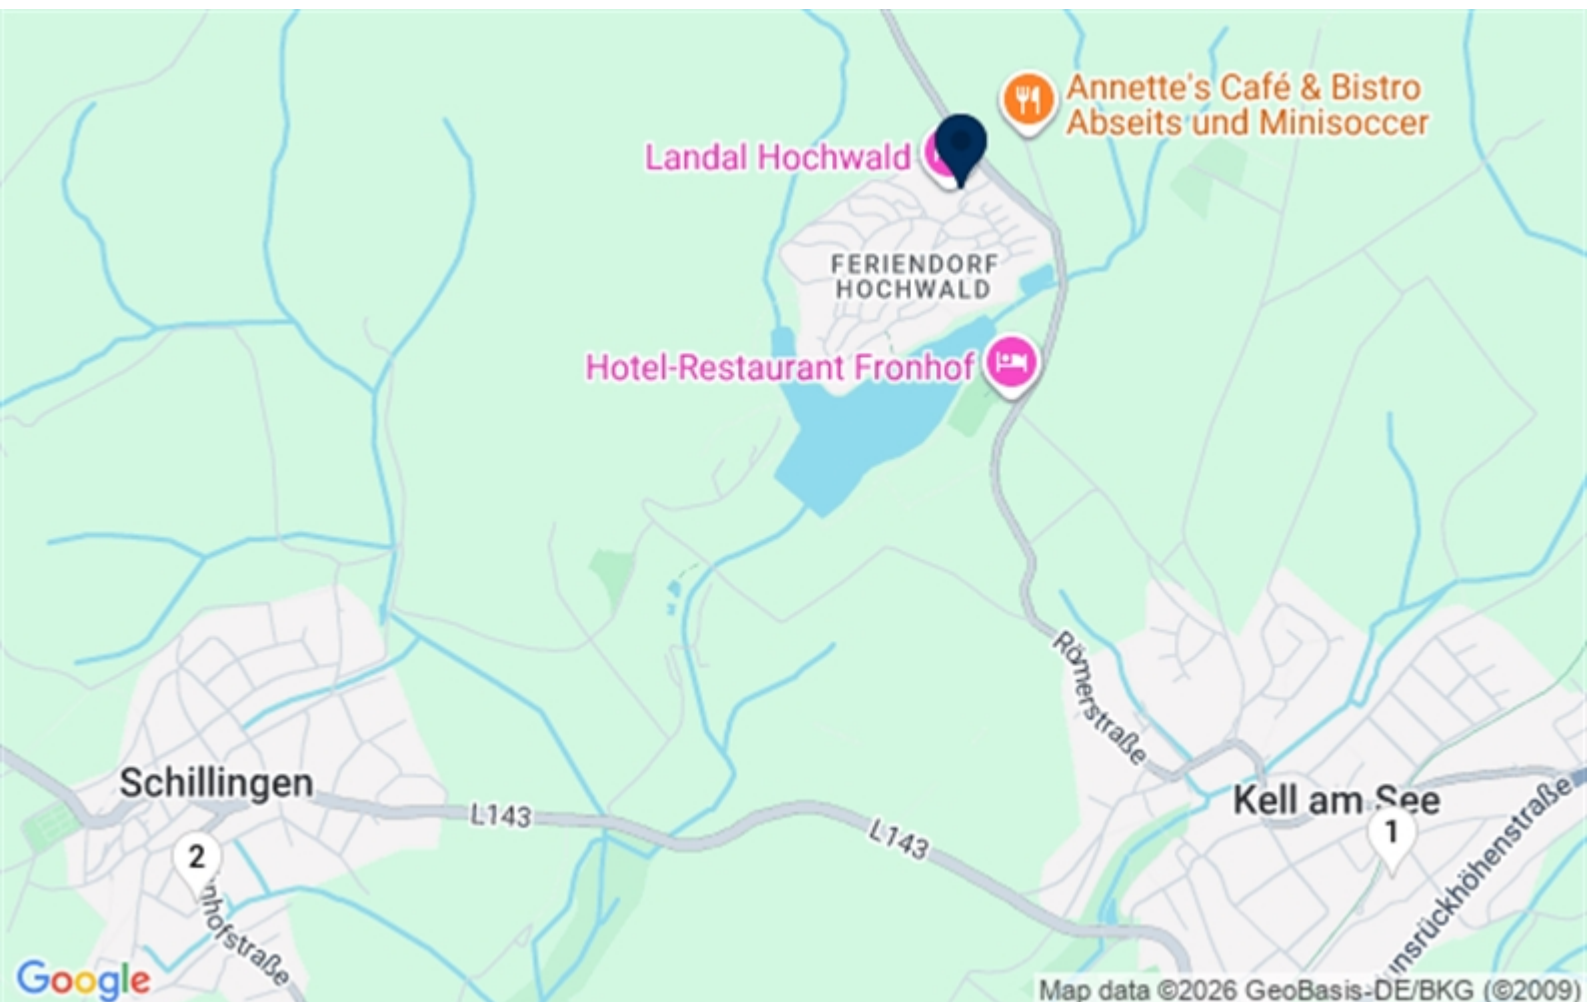 Annette's Café & Bistro
Abseits und Minisoccer
Landal Hochwald
FERIENDORF
HOCHWALD
Hotel-Restaurant Fronhof
Römerstraße
Schillingen
L143
L143
Kell am See
1
2
Google
Map data ©2026 GeoBasis-DE/BKG (©2009)